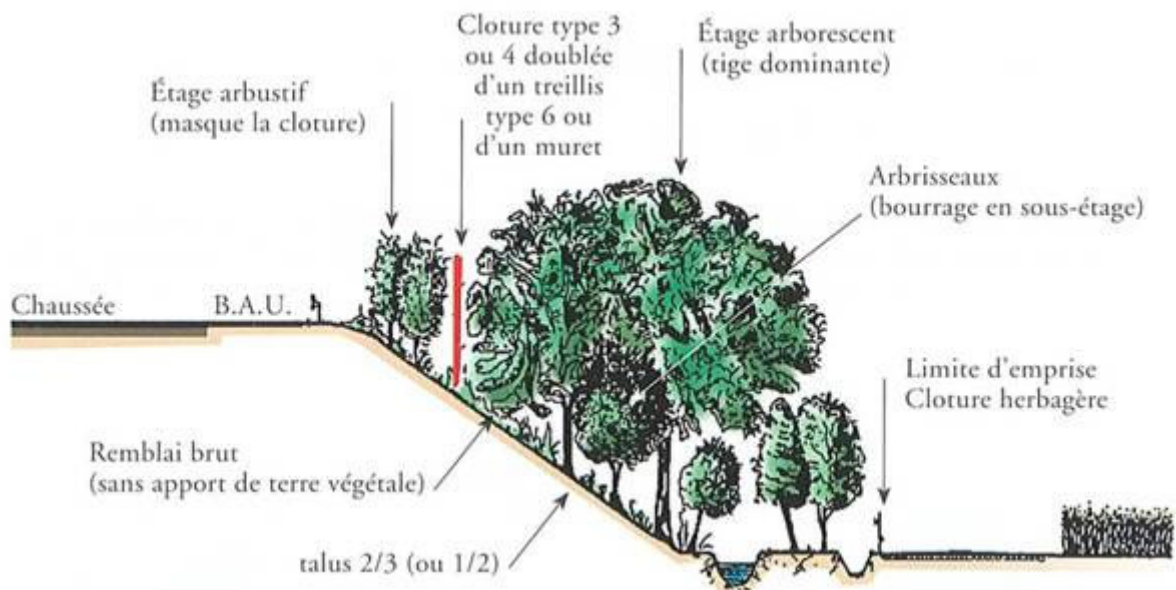 Cloture type 3
ou 4 doublée
d'un treillis
type 6 ou
d'un muret
Étage arborescent
(tige dominante)
Étage arbustif
(masque la cloture)
Arbrisseaux
(bourrage en sous-étage)
Chaussée
B.A.U.
Limite d'emprise
Cloture herbagère
Remblai brut
(sans apport de terre végétale)
talus 2/3 (ou 1/2)